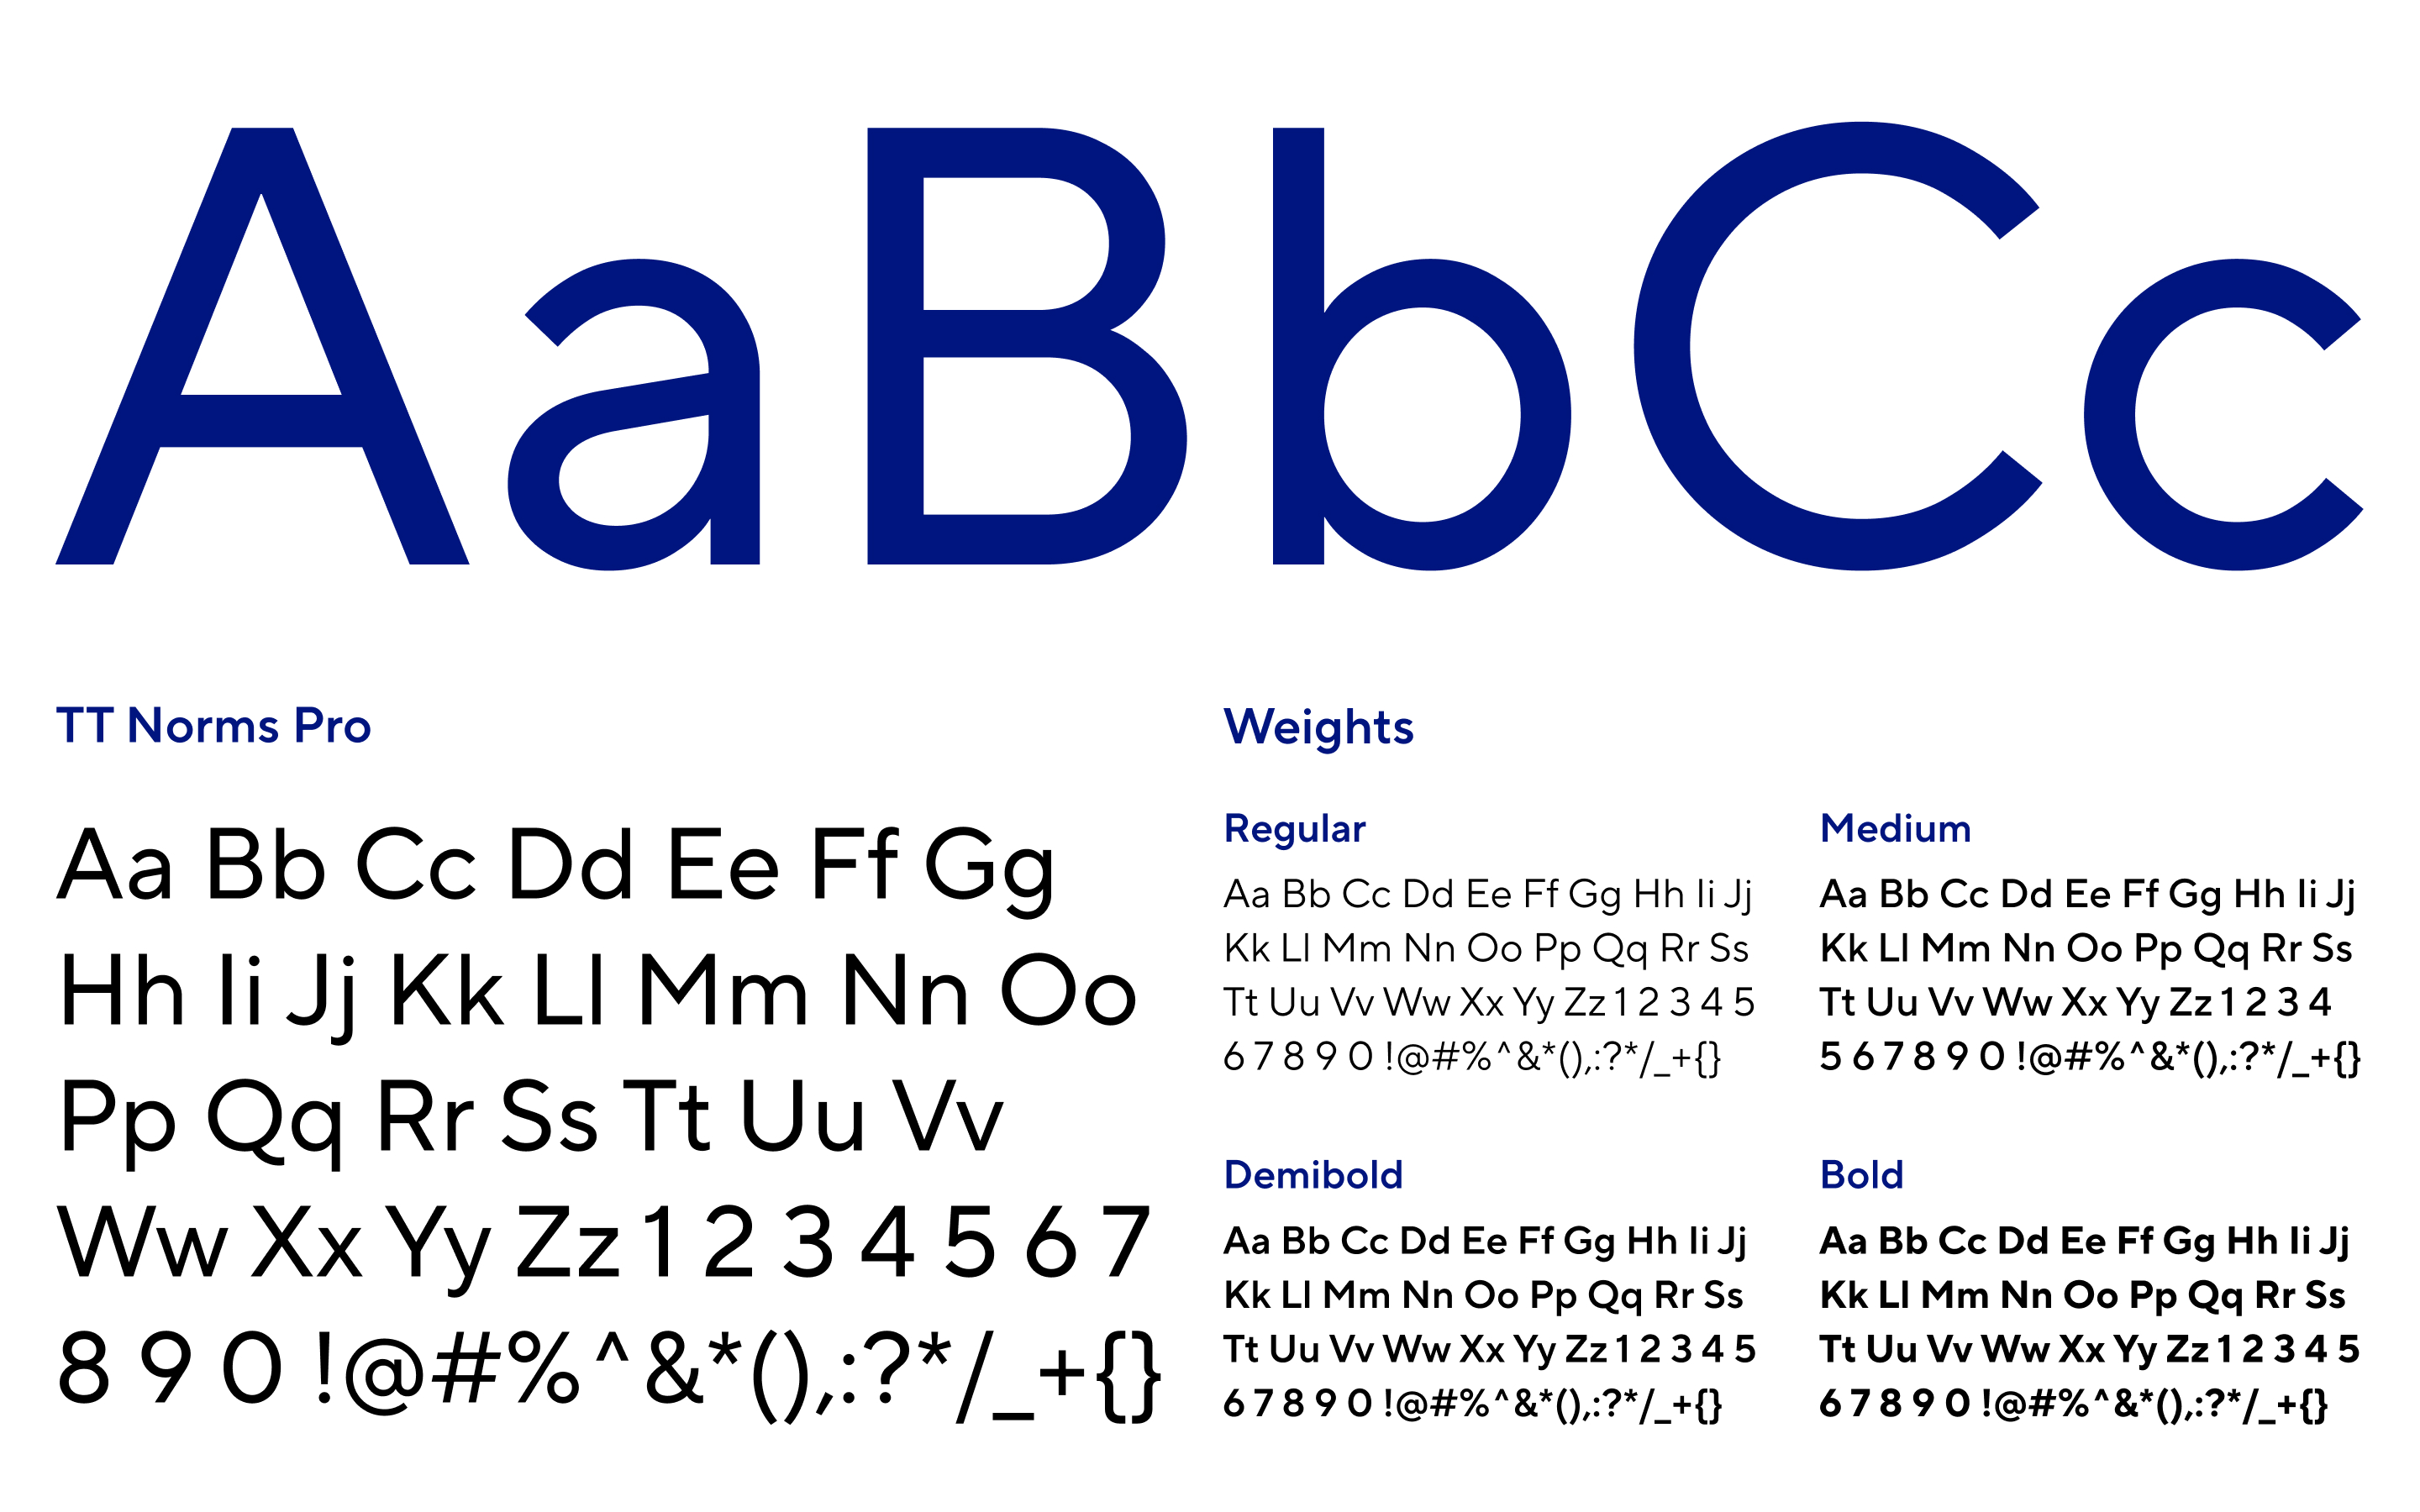 AaBbCc
TT Norms Pro
Aa Bb Cc Dd Ee Ff Gg
Hh Ii Jj Kk Ll Mm Nn Oo
Pp Qq Rr Ss Tt Uu Vv
Ww Xx Yy Zz 1 2 3 4 5 6 7
8 9 0 !@#%^&*(),:?*/_+{}
Weights
Regular
Aa Bb Cc Dd Ee Ff Gg Hh Ii Jj
Kk Ll Mm Nn Oo Pp Qq Rr Ss
Tt Uu Vv Ww Xx Yy Zz 1 2 3 4 5
6 7 8 9 0 !@#%^&*(),:?*/_+{}
Medium
Aa Bb Cc Dd Ee Ff Gg Hh Ii Jj
Kk Ll Mm Nn Oo Pp Qq Rr Ss
Tt Uu Vv Ww Xx Yy Zz 1 2 3 4
5 6 7 8 9 0 !@#%^&*(),:?*/_+{}
Demibold
Aa Bb Cc Dd Ee Ff Gg Hh Ii Jj
Kk Ll Mm Nn Oo Pp Qq Rr Ss
Tt Uu Vv Ww Xx Yy Zz 1 2 3 4 5
6 7 8 9 0 !@#%^&*(),:?*/_+{}
Bold
Aa Bb Cc Dd Ee Ff Gg Hh Ii Jj
Kk Ll Mm Nn Oo Pp Qq Rr Ss
Tt Uu Vv Ww Xx Yy Zz 1 2 3 4 5
6 7 8 9 0 !@#%^&*(),:?*/_+{}